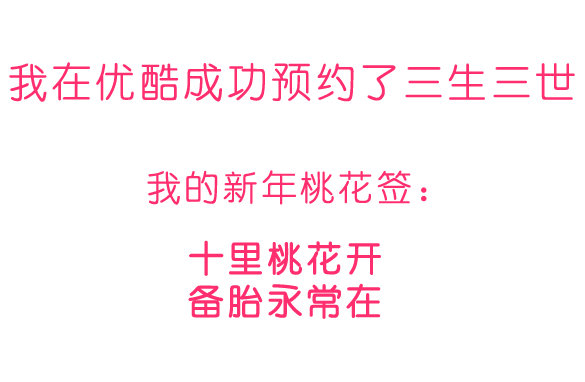 我在优酷成功预约了三生三世
我的新年桃花签：
十里桃花开
备胎永常在